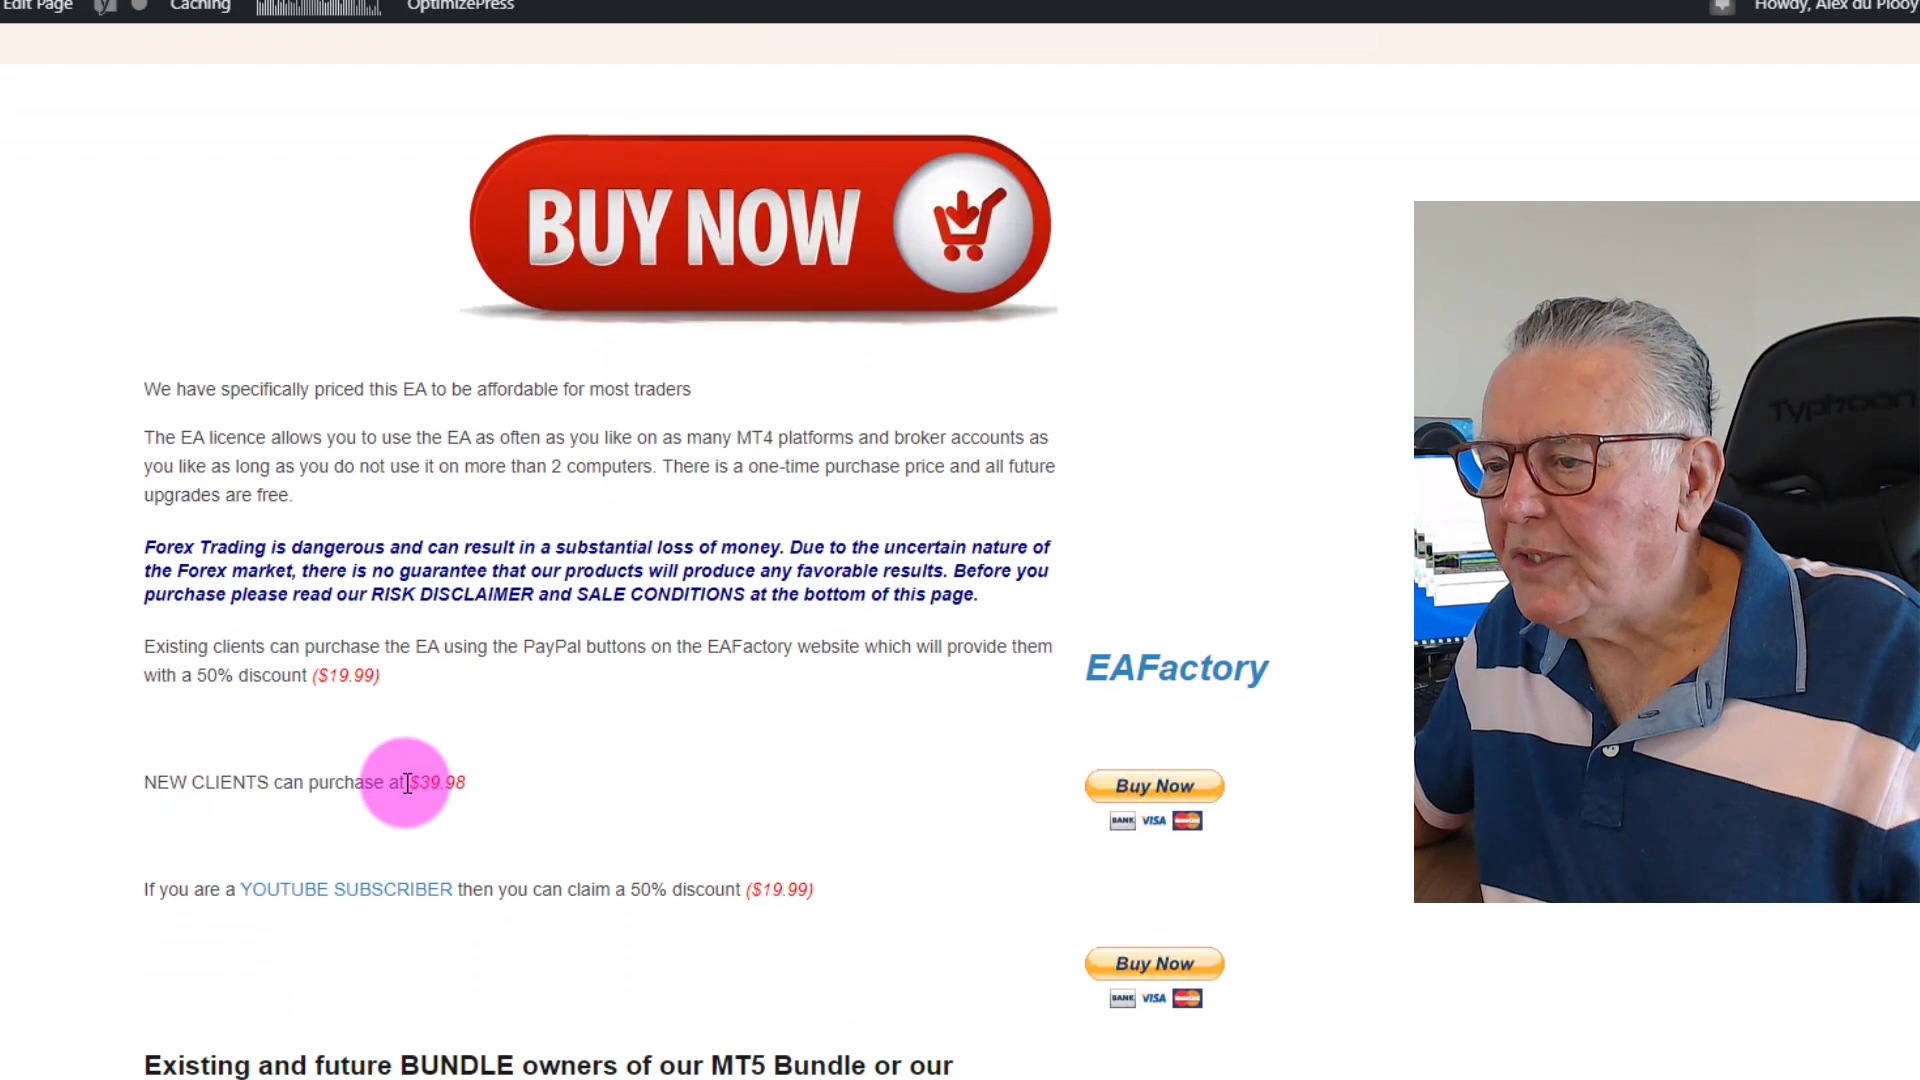 Edit Page Caching OptimizePress Howdy, Alex du Plooy
BUY NOW
We have specifically priced this EA to be affordable for most traders
The EA licence allows you to use the EA as often as you like on as many MT4 platforms and broker accounts as
you like as long as you do not use it on more than 2 computers. There is a one-time purchase price and all future
upgrades are free.
Forex Trading is dangerous and can result in a substantial loss of money. Due to the uncertain nature of
the Forex market, there is no guarantee that our products will produce any favorable results. Before you
purchase please read our RISK DISCLAIMER and SALE CONDITIONS at the bottom of this page.
Existing clients can purchase the EA using the PayPal buttons on the EAFactory website which will provide them
with a 50% discount ($19.99)
EAFactory
NEW CLIENTS can purchase at $39.98
Buy Now
BANK VISA
If you are a YOUTUBE SUBSCRIBER then you can claim a 50% discount ($19.99)
Buy Now
BANK VISA
Existing and future BUNDLE owners of our MT5 Bundle or our
Typhoon